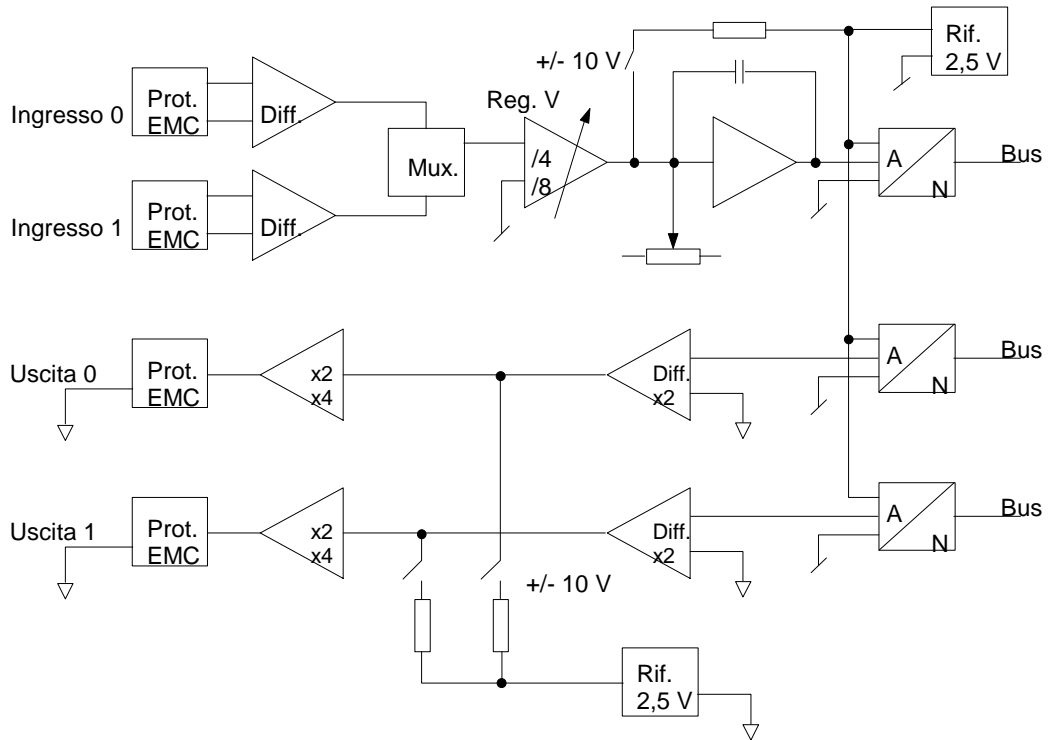 Rif.
2,5 V
+/- 10 V
Ingresso 0
Prot.
EMC
Diff.
Reg. V
Mux.
/4
/8
A
N
Bus
Ingresso 1
Prot.
EMC
Diff.
Uscita 0
Prot.
EMC
x2
x4
Diff.
x2
A
N
Bus
Uscita 1
Prot.
EMC
x2
x4
Diff.
x2
A
N
Bus
+/- 10 V
Rif.
2,5 V